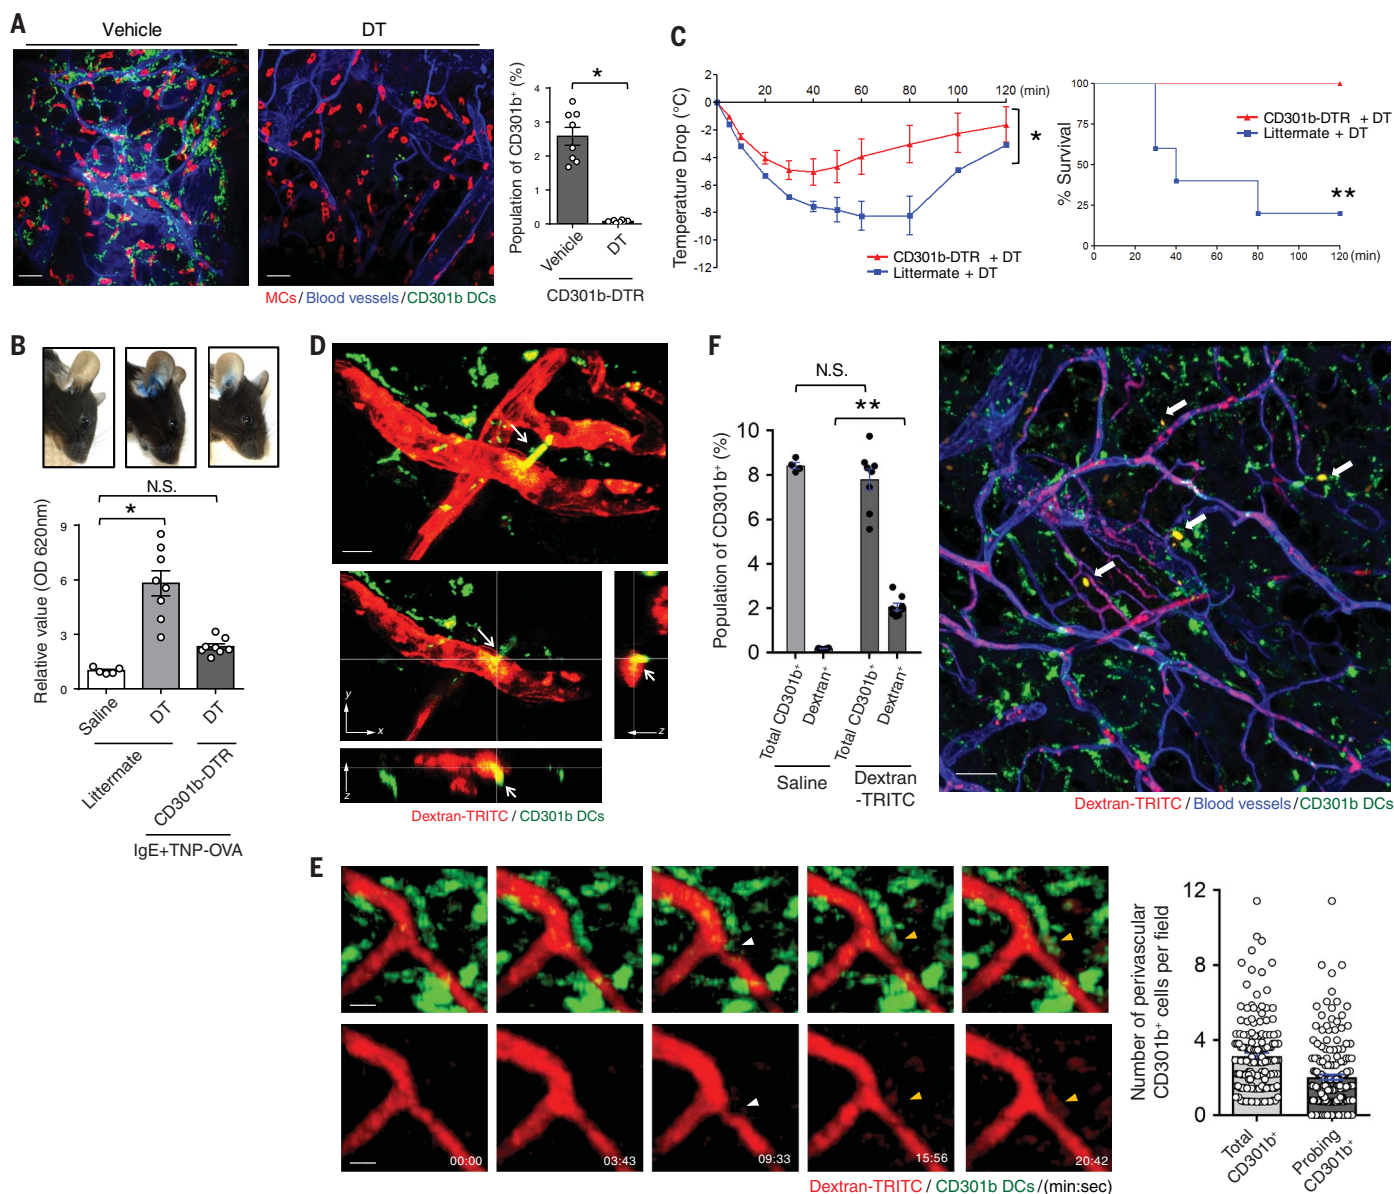 A
Vehicle
DT
Population of CD301b⁺ (%)
4
3
2
1
0
*
Vehicle
DT
CD301b-DTR
MCs/Blood vessels/CD301b DCs
C
Temperature Drop (°C)
2
0
-2
-4
-6
-8
-10
-12
20 40 60 80 100 120 (min)
*
CD301b-DTR + DT
Littermate + DT
% Survival
100
75
50
25
0
0 20 40 60 80 100 120 (min)
CD301b-DTR + DT
Littermate + DT
**
B
N.S.
*
Relative value (OD 620nm)
9
6
3
0
Saline
DT
DT
Littermate
CD301b-DTR
IgE+TNP-OVA
D
y
x
z
z
Dextran-TRITC / CD301b DCs
F
N.S.
**
Population of CD301b⁺ (%)
10
8
6
4
2
0
Total CD301b⁺
Dextran⁺
Total CD301b⁺
Dextran⁺
Saline
Dextran
-TRITC
Dextran-TRITC / Blood vessels/CD301b DCs
E
00:00
03:43
09:33
15:56
20:42
Dextran-TRITC / CD301b DCs /(min:sec)
Number of perivascular
CD301b⁺ cells per field
12
8
4
0
Total
CD301b⁺
Probing
CD301b⁺